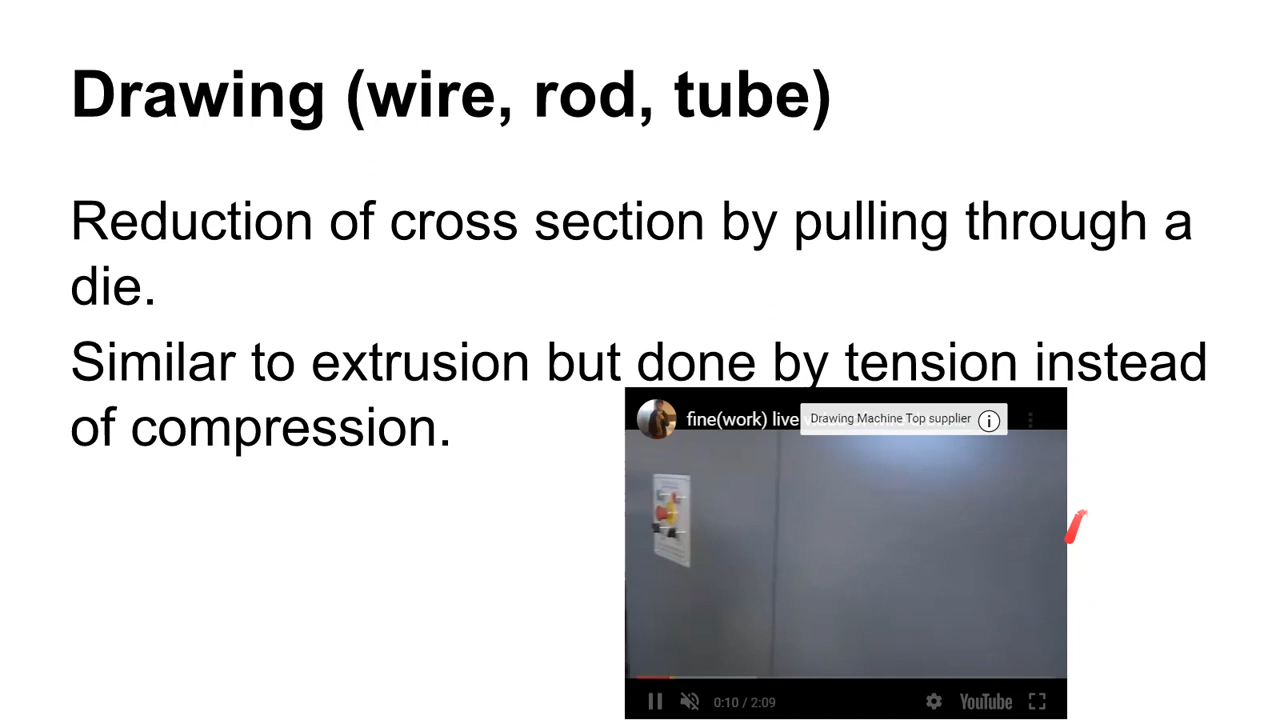 Drawing (wire, rod, tube)
Reduction of cross section by pulling through a
die.
Similar to extrusion but done by tension instead
of compression.
fine(work) live
Drawing Machine Top supplier
0:10 / 2:09
YouTube